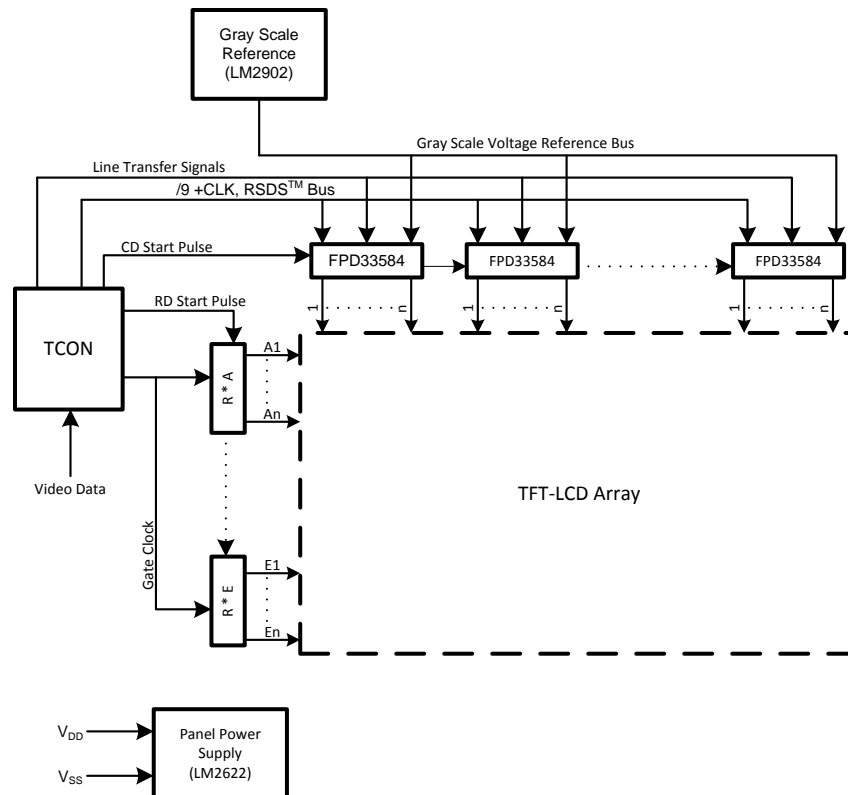 Gray Scale
Reference
(LM2902)
Gray Scale Voltage Reference Bus
Line Transfer Signals
/9 +CLK, RSDS™ Bus
CD Start Pulse
FPD33584
FPD33584
FPD33584
RD Start Pulse
1 n
1 n
1 n
TCON
A1
R * A
An
Video Data
TFT-LCD Array
Gate Clock
E1
R * E
En
VDD
Panel Power
Supply
(LM2622)
VSS